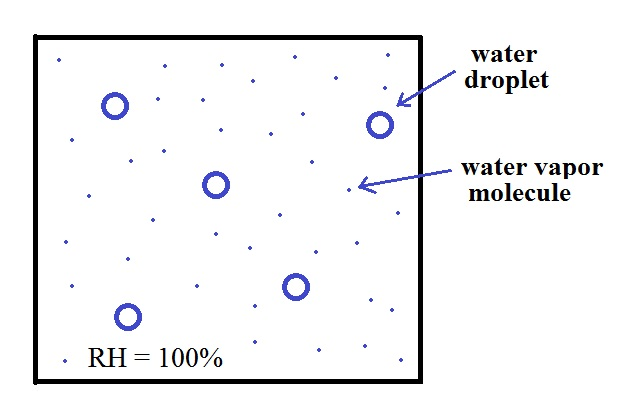 water
droplet
water vapor
molecule
RH = 100%